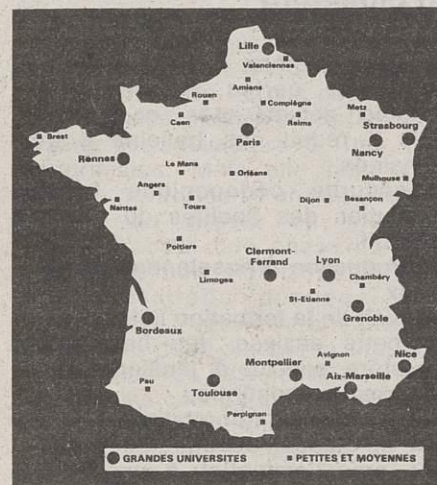 Lille
Valenciennes
Amiens
Rouan
Complègne
Metz
Caen
Reims
Strasbourg
Brest
Paris
Nancy
Rennes
Le Mans
Orléans
Mulhouse
Angers
Dijon
Besançon
Nantes
Tours
Poitiers
Clermont-
Ferrand
Lyon
Limoges
Chambéry
St-Etienne
Grenoble
Bordeaux
Avignon
Nice
Montpellier
Aix-Marseille
Pau
Toulouse
Perpignan
GRANDES UNIVERSITES
PETITES ET MOYENNES